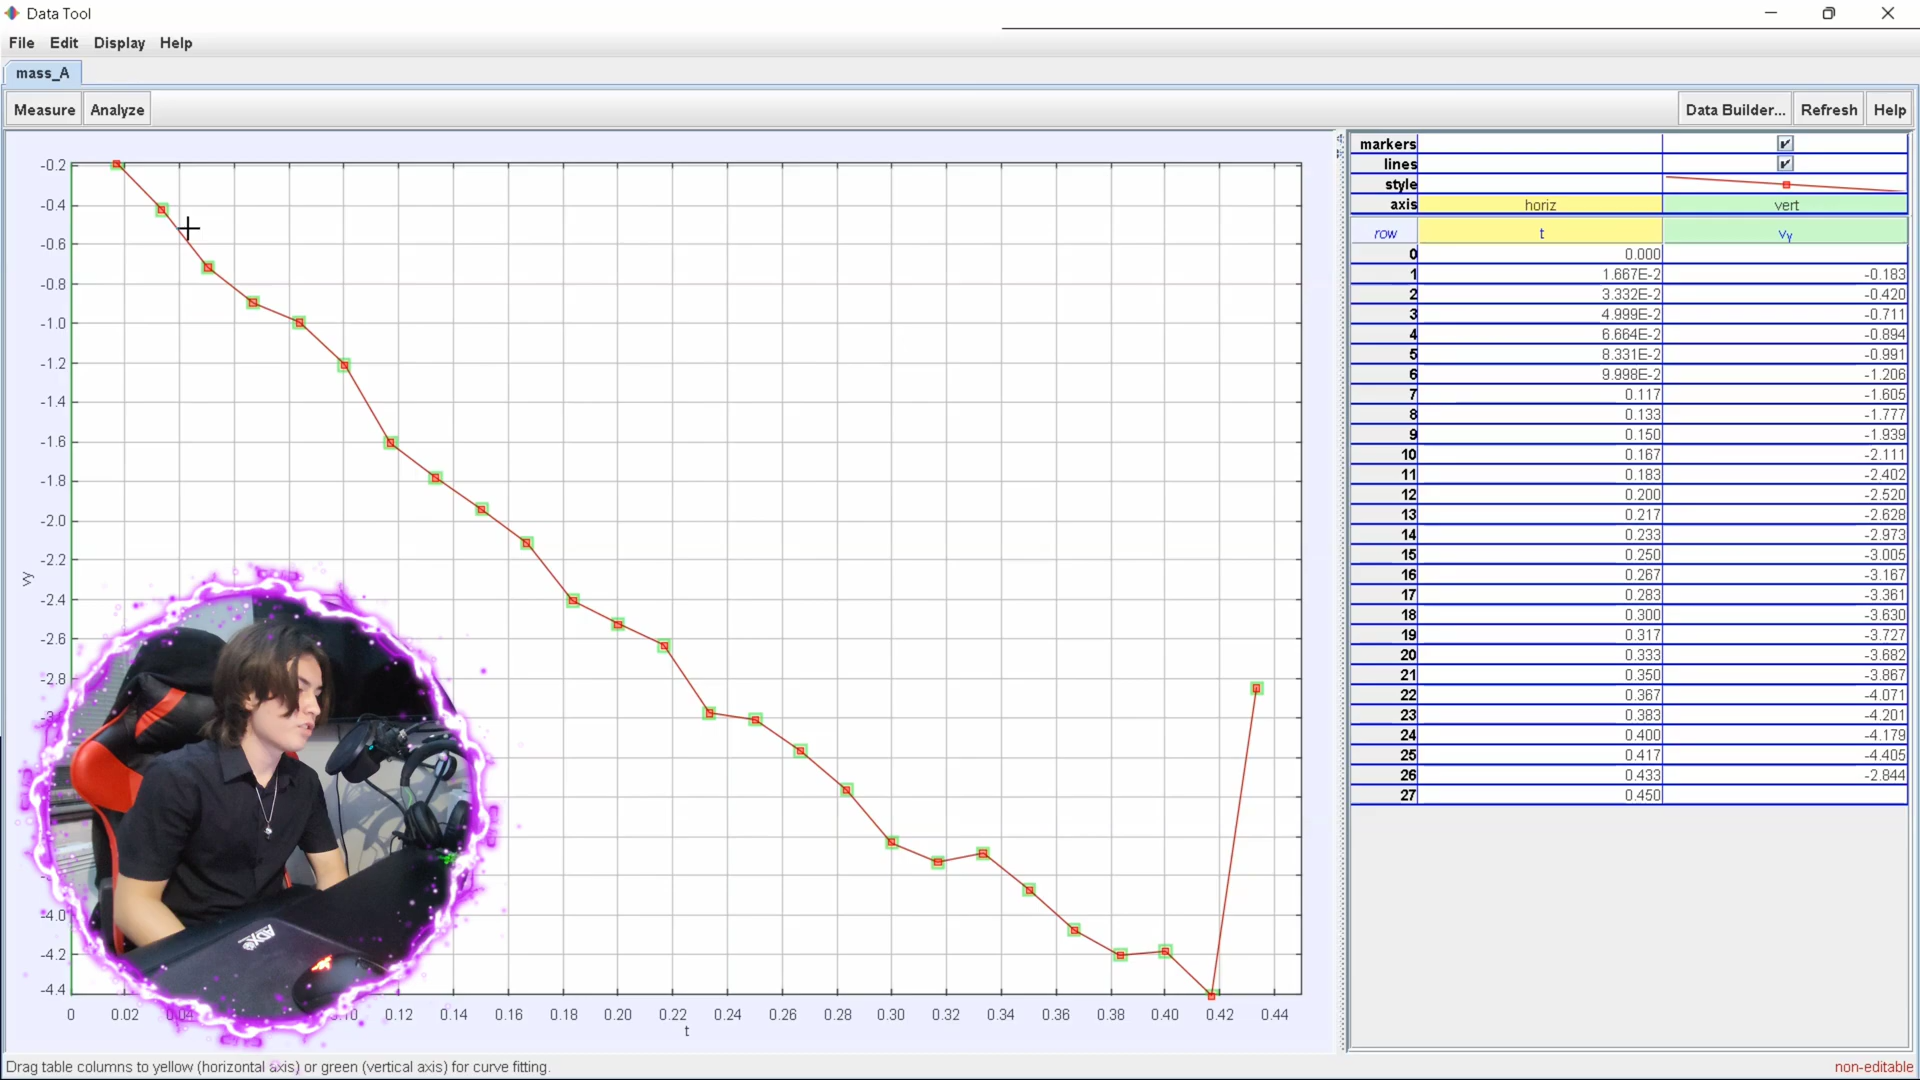 Data Tool
File Edit Display Help
mass_A
Measure Analyze Data Builder... Refresh Help
-0.2
-0.4
-0.6
-0.8
-1.0
-1.2
-1.4
-1.6
-1.8
-2.0
-2.2
-2.4
-2.6
-2.8
-4.0
-4.2
-4.4
vy
0 0.02 0.04 0.12 0.14 0.16 0.18 0.20 0.22 0.24 0.26 0.28 0.30 0.32 0.34 0.36 0.38 0.40 0.42 0.44
t
markers
lines
style
axis horiz vert
row t vy
0 0.000
1 1.667E-2 -0.183
2 3.332E-2 -0.420
3 4.999E-2 -0.711
4 6.664E-2 -0.894
5 8.331E-2 -0.991
6 9.998E-2 -1.206
7 0.117 -1.605
8 0.133 -1.777
9 0.150 -1.939
10 0.167 -2.111
11 0.183 -2.402
12 0.200 -2.520
13 0.217 -2.628
14 0.233 -2.973
15 0.250 -3.005
16 0.267 -3.167
17 0.283 -3.361
18 0.300 -3.630
19 0.317 -3.727
20 0.333 -3.682
21 0.350 -3.867
22 0.367 -4.071
23 0.383 -4.201
24 0.400 -4.179
25 0.417 -4.405
26 0.433 -2.844
27 0.450
Drag table columns to yellow (horizontal axis) or green (vertical axis) for curve fitting.
non-editable